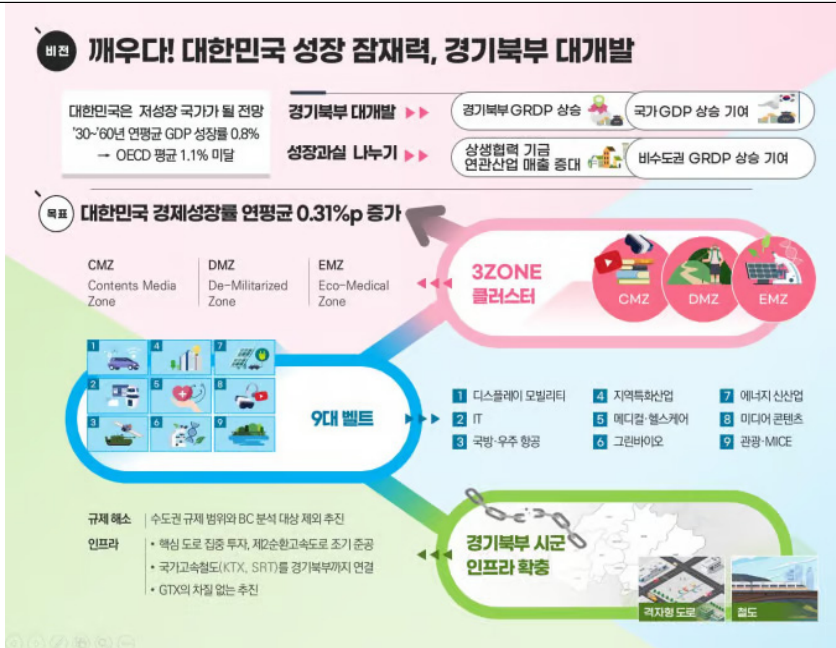 비전 깨우다! 대한민국 성장 잠재력, 경기북부 대개발
대한민국은 저성장 국가가 될 전망
'30~'60년 연평균 GDP 성장률 0.8%
→ OECD 평균 1.1% 미달
경기북부 대개발 ▶▶ 경기북부 GRDP 상승 국가 GDP 상승 기여
성장과실 나누기 ▶▶ 상생협력 기금
연관산업 매출 증대
비수도권 GRDP 상승 기여
목표 대한민국 경제성장률 연평균 0.31%p 증가
CMZ
Contents Media
Zone
DMZ
De-Militarized
Zone
EMZ
Eco-Medical
Zone
3ZONE
클러스터
CMZ DMZ EMZ
1 4 7
2 5 8
3 6 9
9대 벨트
1 디스플레이 모빌리티
2 IT
3 국방·우주 항공
4 지역특화산업
5 메디컬·헬스케어
6 그린바이오
7 에너지 신산업
8 미디어 콘텐츠
9 관광·MICE
규제 해소 수도권 규제 범위와 BC 분석 대상 제외 추진
인프라 • 핵심 도로 집중 투자, 제2순환고속도로 조기 준공
• 국가고속철도(KTX, SRT)를 경기북부까지 연결
• GTX의 차질 없는 추진
경기북부 시군
인프라 확충
격자형 도로 철도